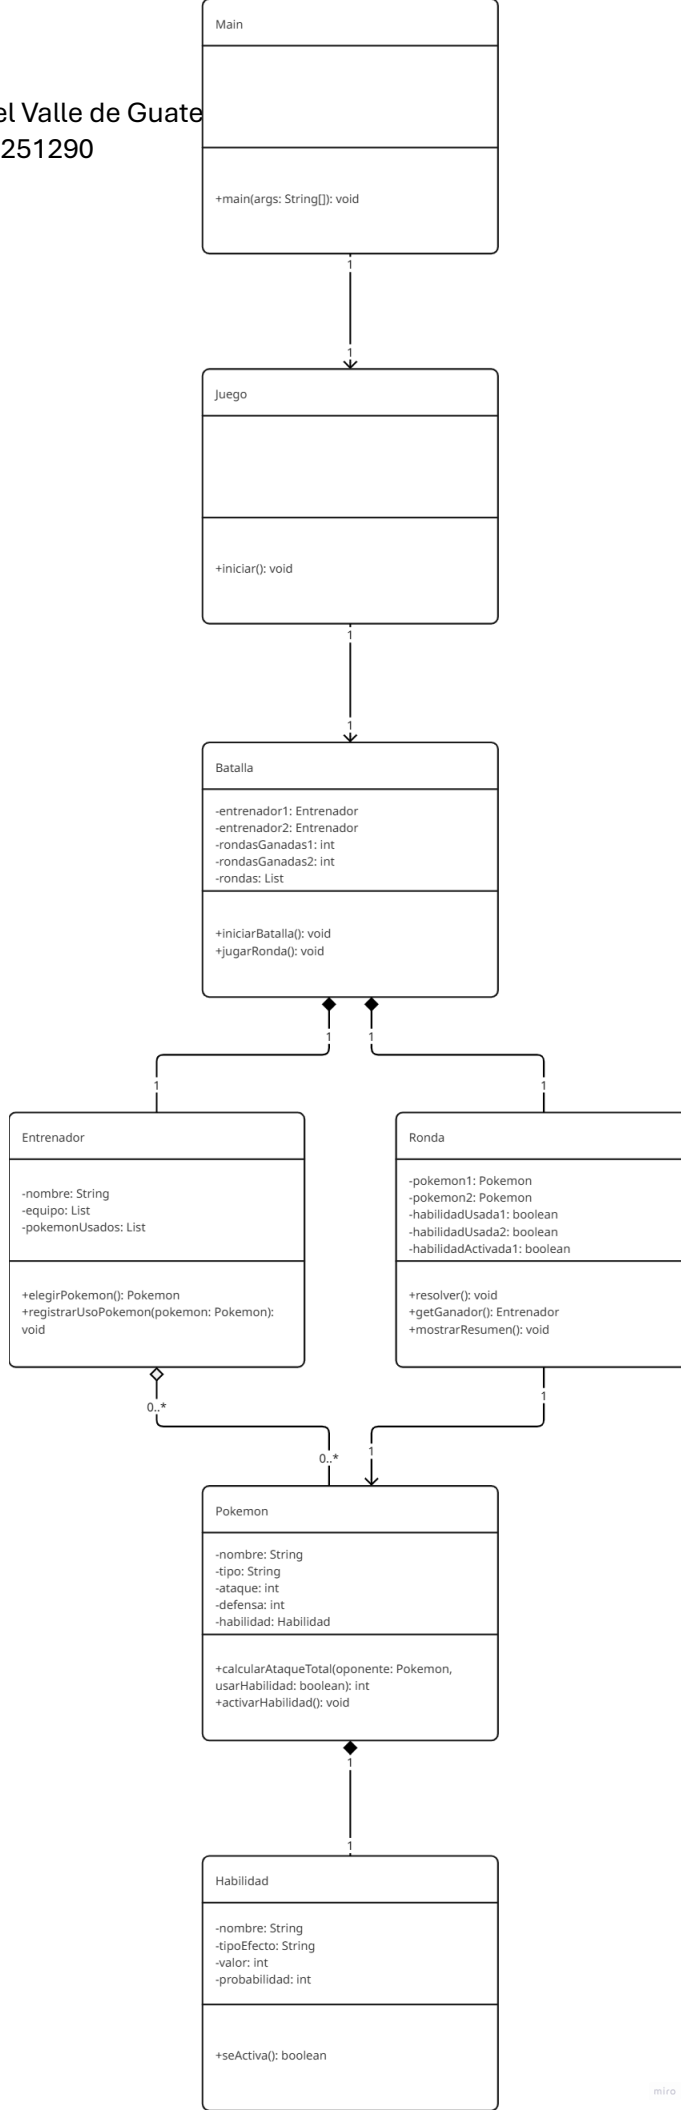 Main
el Valle de Guate
251290
+main(args: String[]): void
1
1
Juego
+iniciar(): void
1
1
Batalla
-entrenador1: Entrenador
-entrenador2: Entrenador
-rondasGanadas1: int
-rondasGanadas2: int
-rondas: List
+iniciarBatalla(): void
+jugarRonda(): void
1
1
1
1
Entrenador
-nombre: String
-equipo: List
-pokemonUsados: List
+elegirPokemon(): Pokemon
+registrarUsoPokemon(pokemon: Pokemon):
void
Ronda
-pokemon1: Pokemon
-pokemon2: Pokemon
-habilidadUsada1: boolean
-habilidadUsada2: boolean
-habilidadActivada1: boolean
+resolver(): void
+getGanador(): Entrenador
+mostrarResumen(): void
0..*
1
0..*
1
Pokemon
-nombre: String
-tipo: String
-ataque: int
-defensa: int
-habilidad: Habilidad
+calcularAtaqueTotal(oponente: Pokemon,
usarHabilidad: boolean): int
+activarHabilidad(): void
1
1
Habilidad
-nombre: String
-tipoEfecto: String
-valor: int
-probabilidad: int
+seActiva(): boolean
miro